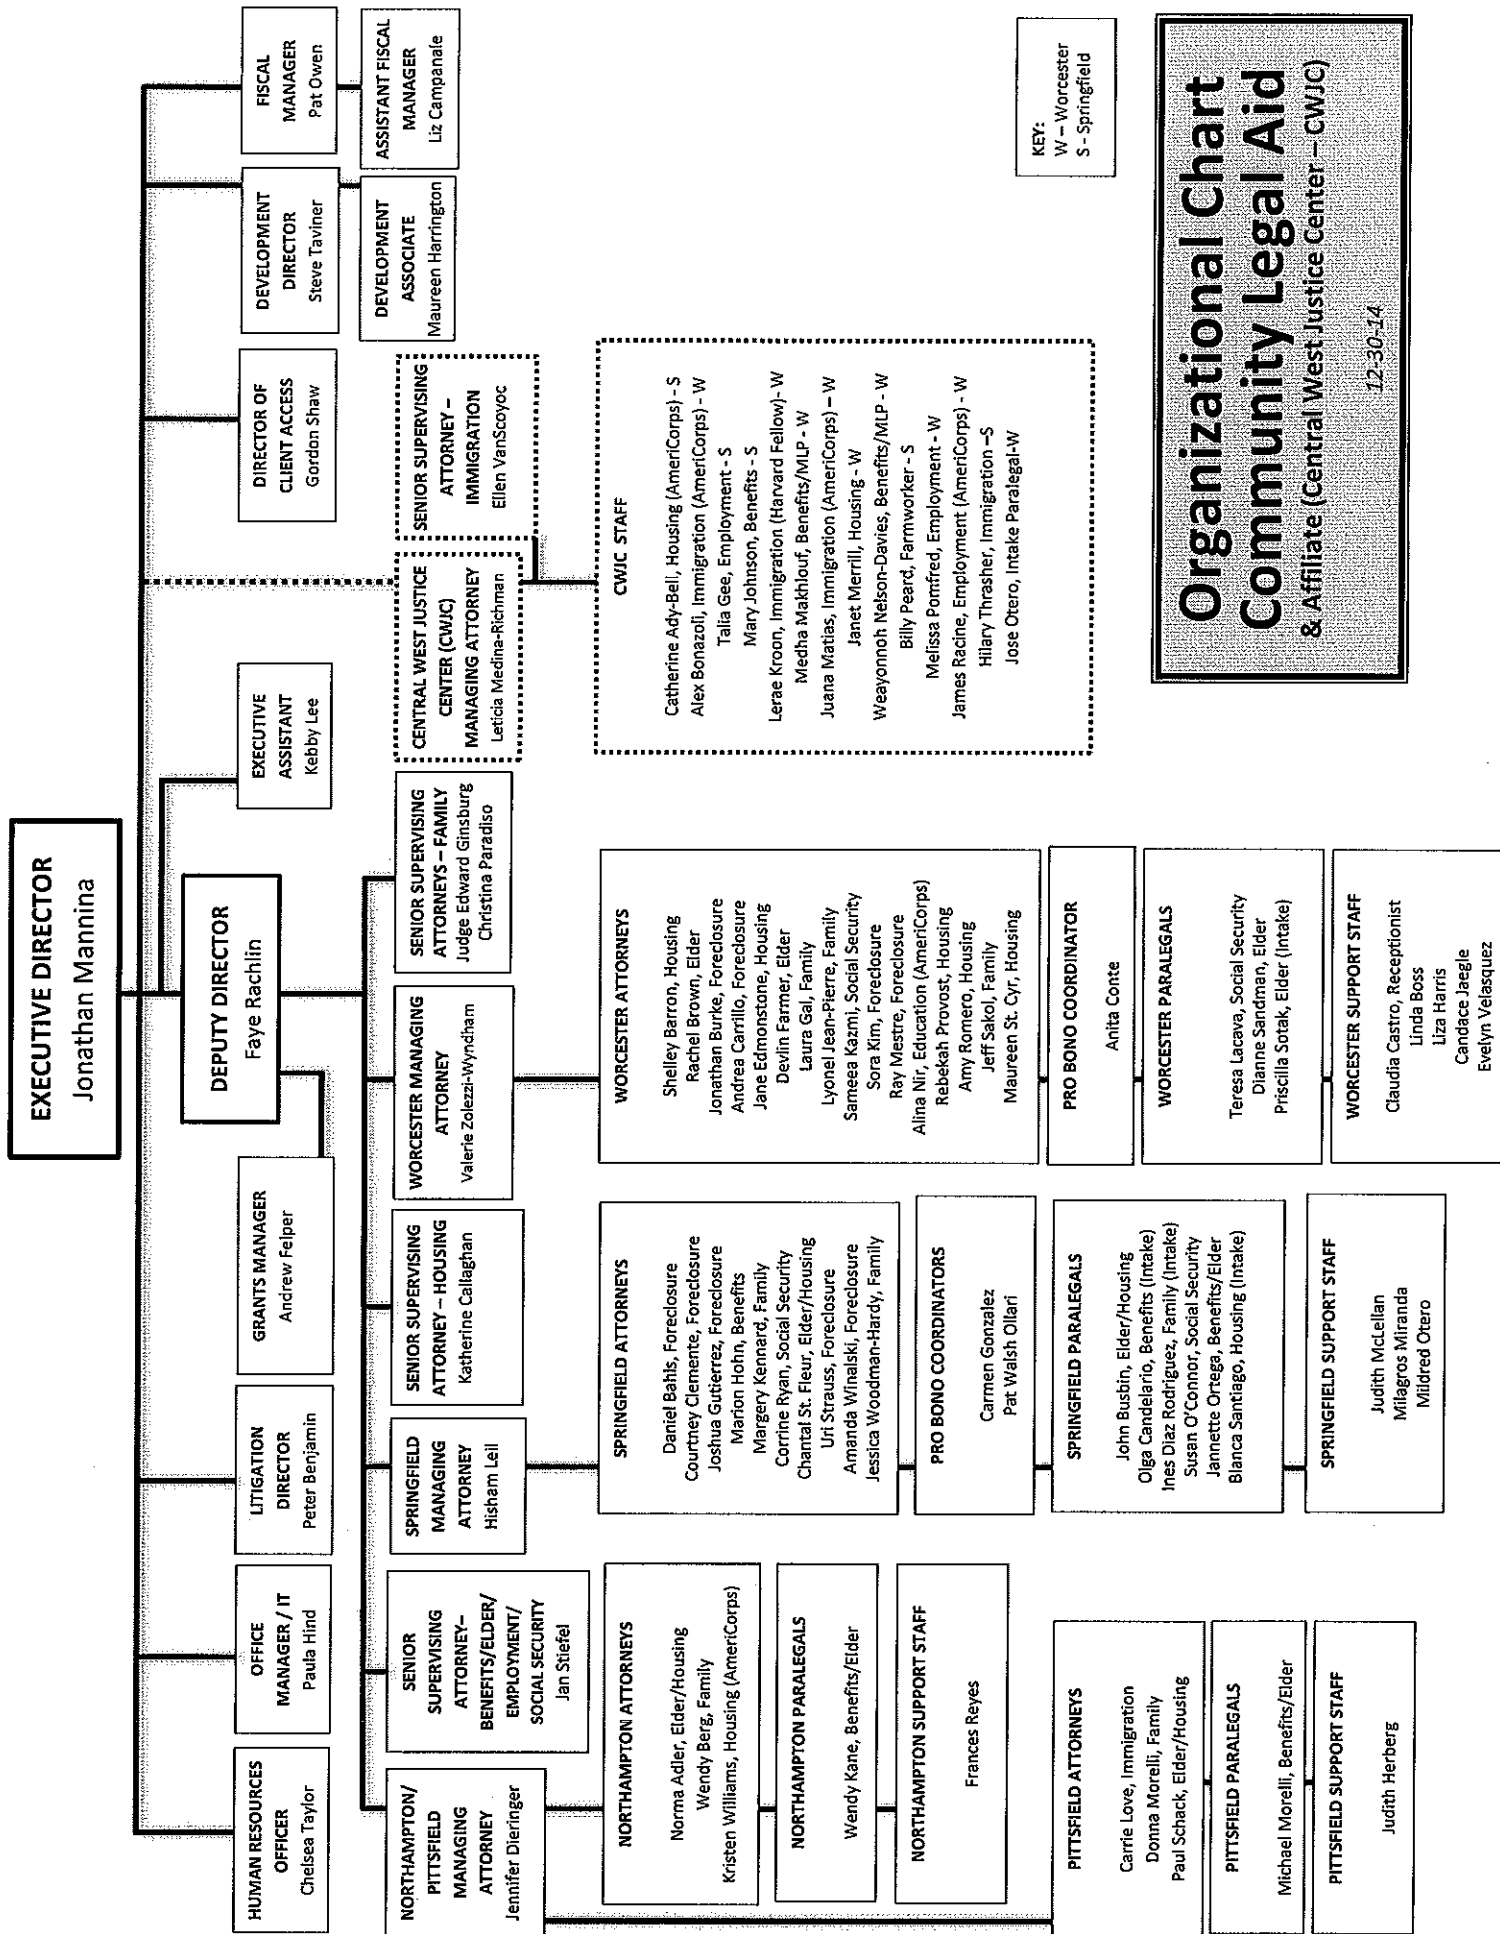 EXECUTIVE DIRECTOR
Jonathan Mannina
DEPUTY DIRECTOR
Faye Rachlin
HUMAN RESOURCES
OFFICER
Chelsea Taylor
OFFICE
MANAGER / IT
Paula Hind
LITIGATION
DIRECTOR
Peter Benjamin
GRANTS MANAGER
Andrew Felper
EXECUTIVE
ASSISTANT
Kebby Lee
DIRECTOR OF
CLIENT ACCESS
Gordon Shaw
DEVELOPMENT
DIRECTOR
Steve Taviner
FISCAL
MANAGER
Pat Owen
DEVELOPMENT
ASSOCIATE
Maureen Harrington
ASSISTANT FISCAL
MANAGER
Liz Campanale
NORTHAMPTON/
PITTSFIELD
MANAGING
ATTORNEY
Jennifer Dieringer
SENIOR
SUPERVISING
ATTORNEY–
BENEFITS/ELDER/
EMPLOYMENT/
SOCIAL SECURITY
Jan Stiefel
SPRINGFIELD
MANAGING
ATTORNEY
Hisham Leil
SENIOR SUPERVISING
ATTORNEY – HOUSING
Katherine Callaghan
WORCESTER MANAGING
ATTORNEY
Valerie Zolezzi-Wyndham
SENIOR SUPERVISING
ATTORNEYS – FAMILY
Judge Edward Ginsburg
Christina Paradiso
CENTRAL WEST JUSTICE
CENTER (CWJC)
MANAGING ATTORNEY
Leticia Medina-Richman
SENIOR SUPERVISING
ATTORNEY –
IMMIGRATION
Ellen VanScoyoc
NORTHAMPTON ATTORNEYS
Norma Adler, Elder/Housing
Wendy Berg, Family
Kristen Williams, Housing (AmeriCorps)
NORTHAMPTON PARALEGALS
Wendy Kane, Benefits/Elder
NORTHAMPTON SUPPORT STAFF
Frances Reyes
PITTSFIELD ATTORNEYS
Carrie Love, Immigration
Donna Morelli, Family
Paul Schack, Elder/Housing
PITTSFIELD PARALEGALS
Michael Morelli, Benefits/Elder
PITTSFIELD SUPPORT STAFF
Judith Herberg
SPRINGFIELD ATTORNEYS
Daniel Bahls, Foreclosure
Courtney Clemente, Foreclosure
Joshua Gutierrez, Foreclosure
Marion Hohn, Benefits
Margery Kennard, Family
Corrine Ryan, Social Security
Chantal St. Fleur, Elder/Housing
Uri Strauss, Foreclosure
Amanda Winalski, Foreclosure
Jessica Woodman-Hardy, Family
PRO BONO COORDINATORS
Carmen Gonzalez
Pat Walsh Ollari
SPRINGFIELD PARALEGALS
John Busbin, Elder/Housing
Olga Candelario, Benefits (Intake)
Ines Diaz Rodriguez, Family (Intake)
Susan O'Connor, Social Security
Jannette Ortega, Benefits/Elder
Blanca Santiago, Housing (Intake)
SPRINGFIELD SUPPORT STAFF
Judith McLellan
Milagros Miranda
Mildred Otero
WORCESTER ATTORNEYS
Shelley Barron, Housing
Rachel Brown, Elder
Jonathan Burke, Foreclosure
Andrea Carrillo, Foreclosure
Jane Edmonstone, Housing
Devlin Farmer, Elder
Laura Gal, Family
Lyonel Jean-Pierre, Family
Sameea Kazmi, Social Security
Sora Kim, Foreclosure
Ray Mestre, Foreclosure
Alina Nir, Education (AmeriCorps)
Rebekah Provost, Housing
Amy Romero, Housing
Jeff Sakol, Family
Maureen St. Cyr, Housing
PRO BONO COORDINATOR
Anita Conte
WORCESTER PARALEGALS
Teresa Lacava, Social Security
Dianne Sandman, Elder
Priscilla Sotak, Elder (Intake)
WORCESTER SUPPORT STAFF
Claudia Castro, Receptionist
Linda Boss
Liza Harris
Candace Jaegle
Evelyn Velasquez
CWJC STAFF
Catherine Ady-Bell, Housing (AmeriCorps) - S
Alex Bonazoli, Immigration (AmeriCorps) - W
Talia Gee, Employment - S
Mary Johnson, Benefits - S
Lerae Kroon, Immigration (Harvard Fellow)- W
Medha Makhlouf, Benefits/MLP - W
Juana Matias, Immigration (AmeriCorps) – W
Janet Merrill, Housing - W
Weayonnoh Nelson-Davies, Benefits/MLP - W
Billy Peard, Farmworker - S
Melissa Pomfred, Employment - W
James Racine, Employment (AmeriCorps) - W
Hilary Thrasher, Immigration –S
Jose Otero, Intake Paralegal-W
KEY:
W – Worcester
S - Springfield
Organizational Chart
Community Legal Aid
& Affiliate (Central West Justice Center – CWJC)
12-30-14